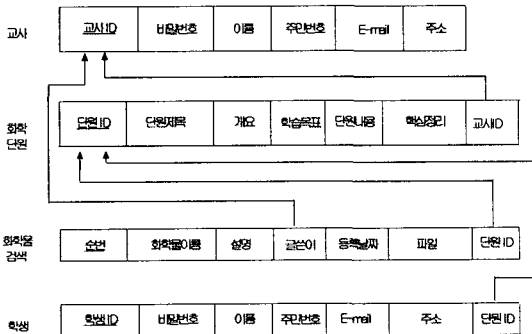 교사 교사ID 비밀번호 이름 주민번호 E-mail 주소
화학
단원 단원ID 단원제목 개요 학습목표 단원내용 핵심정리 교사ID
화학물
검색 순번 화학물이름 설명 글쓴이 등록날짜 파일 단원ID
학생 학생ID 비밀번호 이름 주민번호 E-mail 주소 단원ID